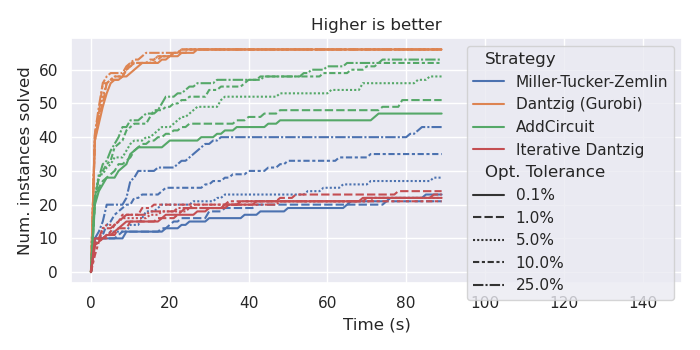 Higher is better
Num. instances solved
60
50
40
30
20
10
0
0 20 40 60 80 100 120 140
Time (s)
Strategy
Miller-Tucker-Zemlin
Dantzig (Gurobi)
AddCircuit
Iterative Dantzig
Opt. Tolerance
0.1%
1.0%
5.0%
10.0%
25.0%